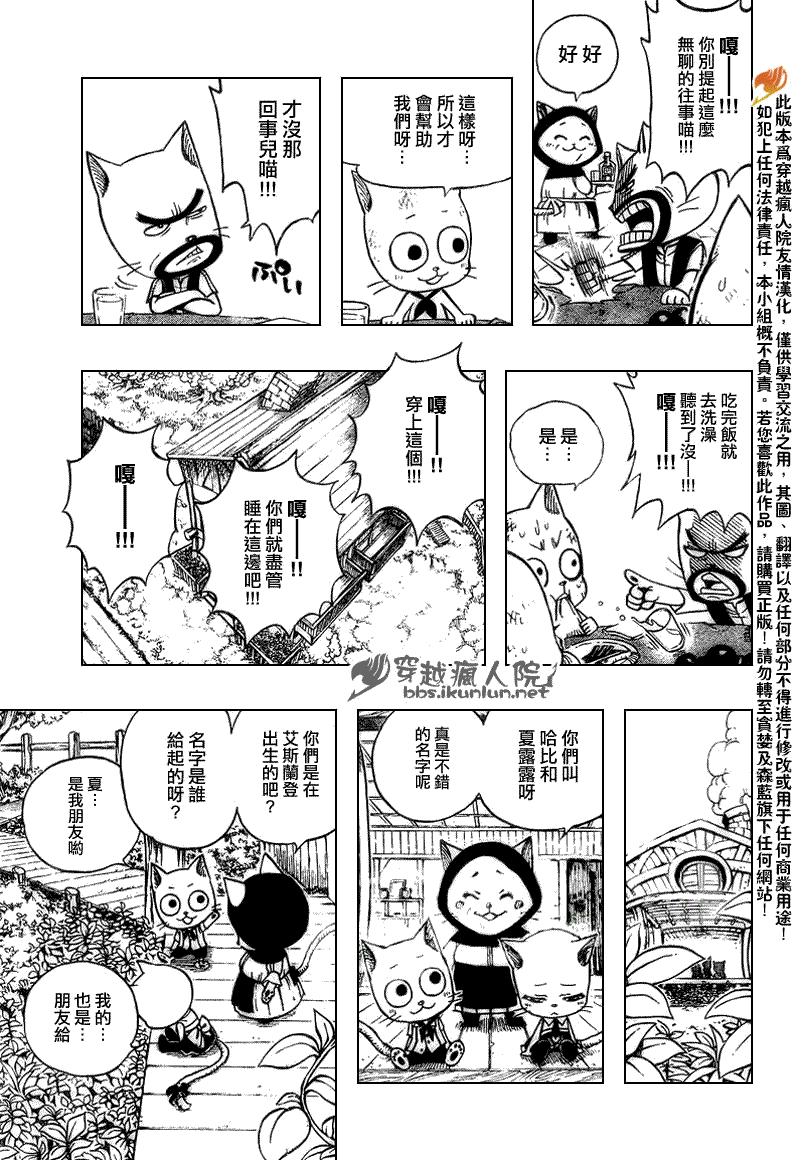 嘎——!!!
你別提起這麼
無聊的往事喵!!!
好好
這樣呀…
所以才
會幫助
我們呀…
才沒那
回事兒喵!!!
ぷい
吃完飯就
去洗澡
聽到了沒—!!!
嘎——!!!
是…
是…
嘎——!!
穿上這個!!!
嘎——!!
你們就盡管
睡在這邊吧!!!
嘎——!!!
穿越瘋人院
bbs.ikunlun.net
你們叫
哈比和
夏露露呀
真是不錯
的名字呢
你們是在
艾斯蘭登
出生的吧?
名字是誰
給起的呀?
夏…
是我朋友喲
我的…
也是…
朋友給
此版本爲穿越瘋人院友情漢化，僅供學習交流之用，其圖、翻譯以及任何部分不得進行修改或用于任何商業用途！
如犯上任何法律責任，本小組概不負責。若您喜歡此作品，請購買正版！請勿轉至貪婪及森藍旗下任何網站！